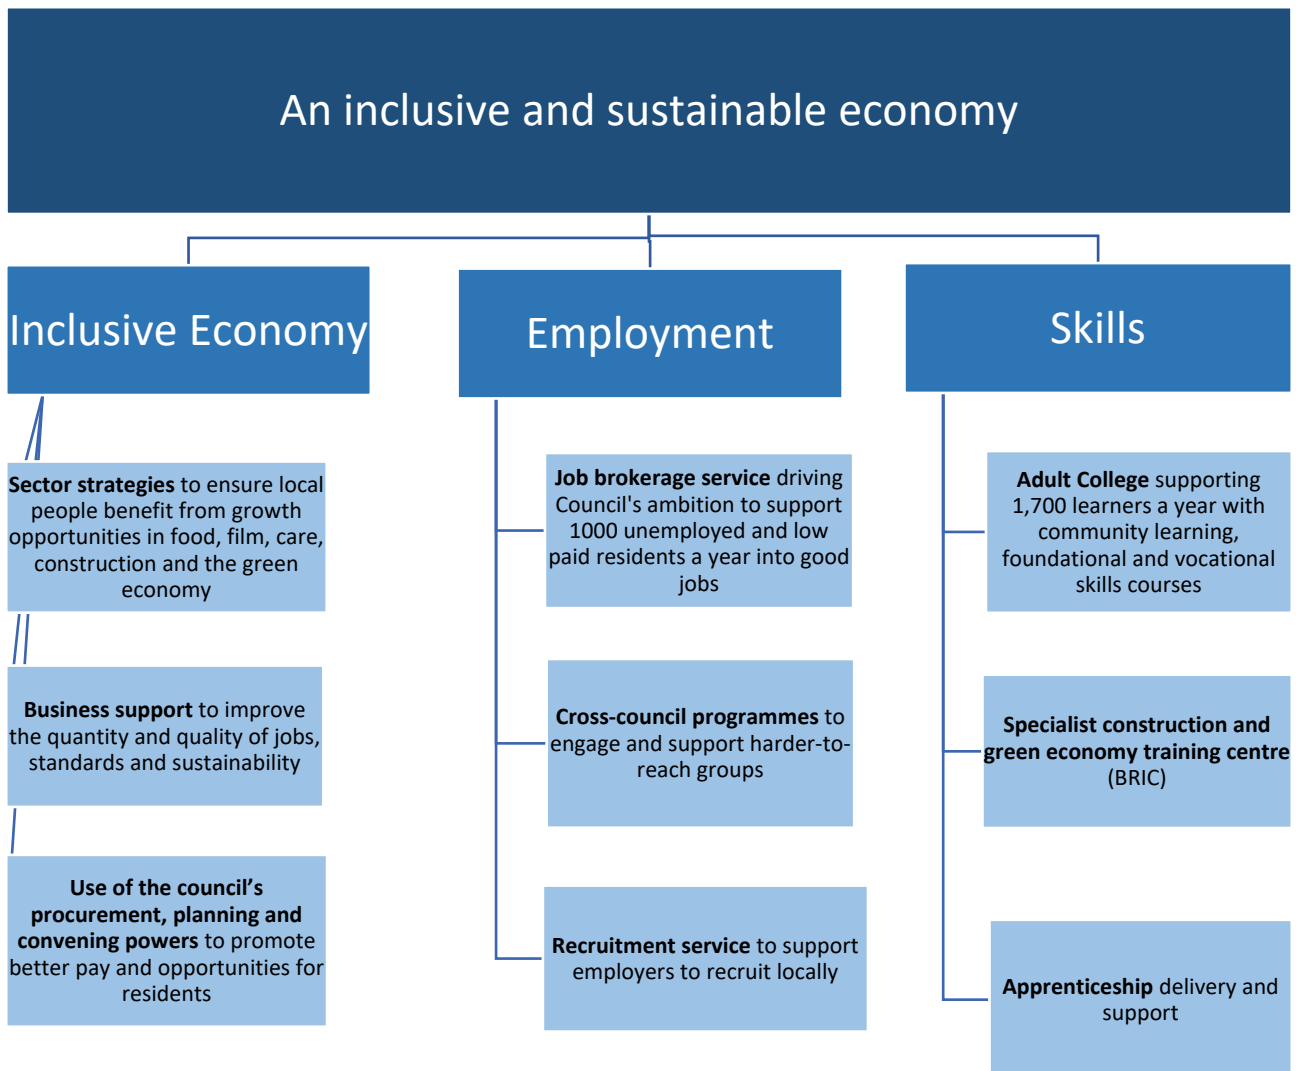 An inclusive and sustainable economy
Inclusive Economy
Sector strategies to ensure local
people benefit from growth
opportunities in food, film, care,
construction and the green
economy
Business support to improve
the quantity and quality of jobs,
standards and sustainability
Use of the council’s
procurement, planning and
convening powers to promote
better pay and opportunities for
residents
Employment
Job brokerage service driving
Council's ambition to support
1000 unemployed and low
paid residents a year into good
jobs
Cross-council programmes to
engage and support harder-to-
reach groups
Recruitment service to support
employers to recruit locally
Skills
Adult College supporting
1,700 learners a year with
community learning,
foundational and vocational
skills courses
Specialist construction and
green economy training centre
(BRIC)
Apprenticeship delivery and
support